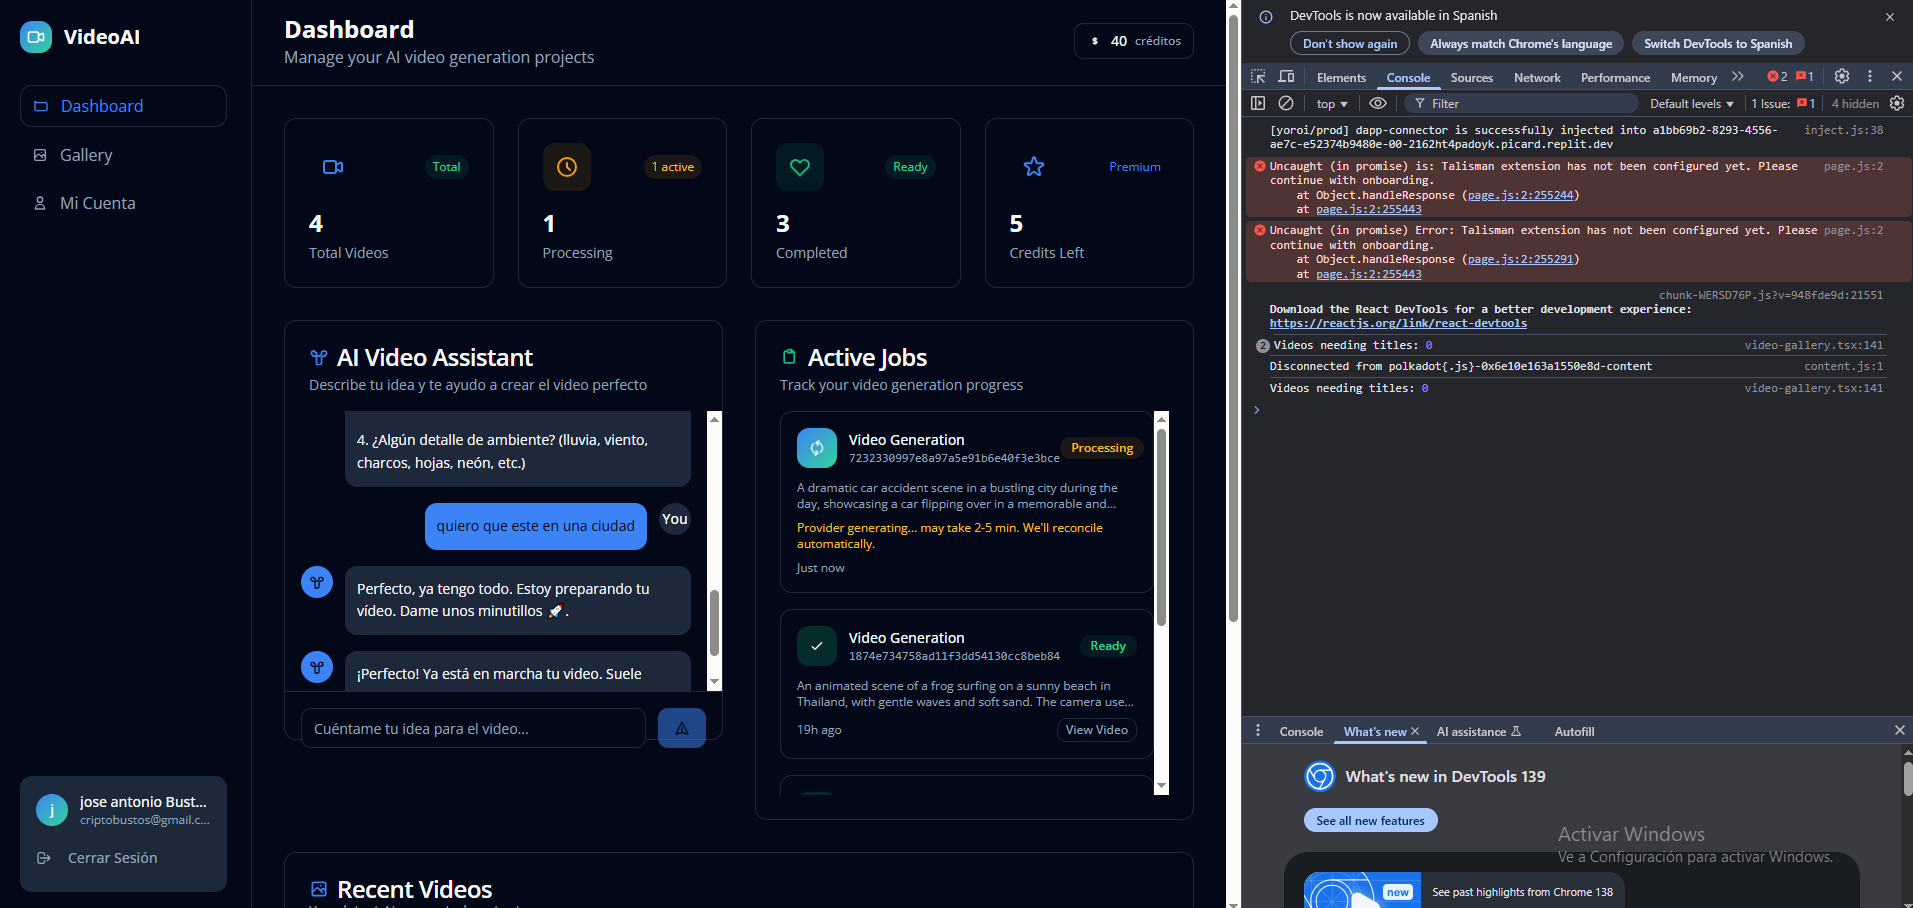 VideoAI
Dashboard
Gallery
Mi Cuenta
jose antonio Bust...
j
criptobustos@gmail.c...
Cerrar Sesión
Dashboard
Manage your AI video generation projects
$ 40 créditos
Total
4
Total Videos
1 active
1
Processing
Ready
3
Completed
Premium
5
Credits Left
AI Video Assistant
Describe tu idea y te ayudo a crear el video perfecto
4. ¿Algún detalle de ambiente? (lluvia, viento,
charcos, hojas, neón, etc.)
quiero que este en una ciudad
You
Perfecto, ya tengo todo. Estoy preparando tu
vídeo. Dame unos minutillos 🚀.
¡Perfecto! Ya está en marcha tu video. Suele
Cuéntame tu idea para el video...
Active Jobs
Track your video generation progress
Video Generation
7232330997e8a97a5e91b6e40f3e3bce
Processing
A dramatic car accident scene in a bustling city during the
day, showcasing a car flipping over in a memorable and...
Provider generating... may take 2-5 min. We'll reconcile
automatically.
Just now
Video Generation
1874e734758ad11f3dd54130cc8beb84
Ready
An animated scene of a frog surfing on a sunny beach in
Thailand, with gentle waves and soft sand. The camera use...
19h ago
View Video
Recent Videos
DevTools is now available in Spanish
Don't show again
Always match Chrome's language
Switch DevTools to Spanish
Elements Console Sources Network Performance Memory 2 1
top Filter Default levels 1 Issue: 1 4 hidden
[yoroi/prod] dapp-connector is successfully injected into a1bb69b2-8293-4556- inject.js:38
ae7c-e52374b9480e-00-2162ht4padoyk.picard.replit.dev
Uncaught (in promise) is: Talisman extension has not been configured yet. Please page.js:2
continue with onboarding.
at Object.handleResponse (page.js:2:255244)
at page.js:2:255443
Uncaught (in promise) Error: Talisman extension has not been configured yet. Please page.js:2
continue with onboarding.
at Object.handleResponse (page.js:2:255291)
at page.js:2:255443
chunk-WERSD76P.js?v=948fde9d:21551
Download the React DevTools for a better development experience:
https://reactjs.org/link/react-devtools
2 Videos needing titles: 0 video-gallery.tsx:141
Disconnected from polkadot{.js}-0x6e10e163a1550e8d-content content.js:1
Videos needing titles: 0 video-gallery.tsx:141
Console What's new AI assistance Autofill
What's new in DevTools 139
See all new features
Activar Windows
Ve a Configuración para activar Windows.
new
See past highlights from Chrome 138